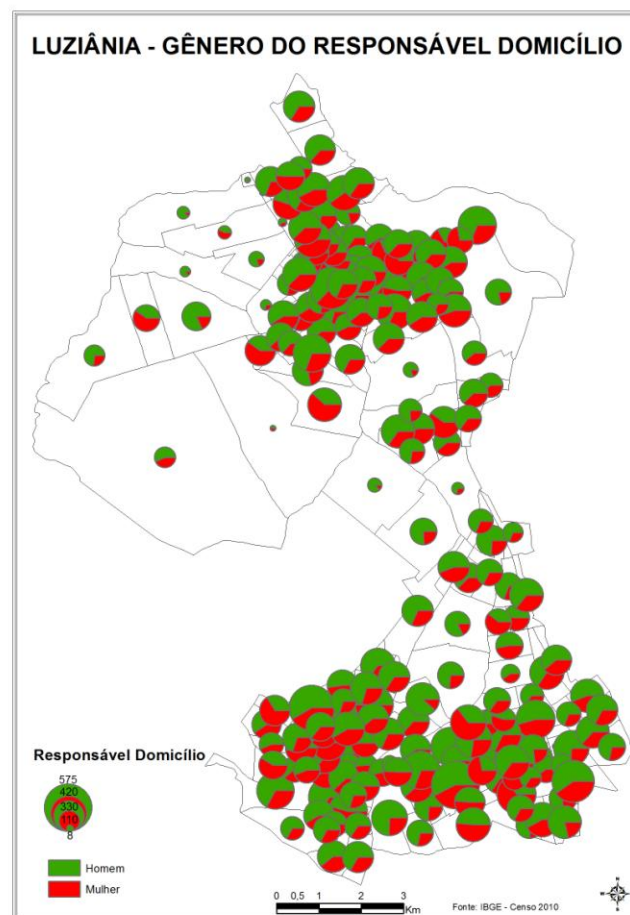 LUZIÂNIA - GÊNERO DO RESPONSÁVEL DOMICÍLIO
Responsável Domicílio
575
420
330
110
8
Homem
Mulher
0 0,5 1 2 3
Km
Fonte: IBGE - Censo 2010